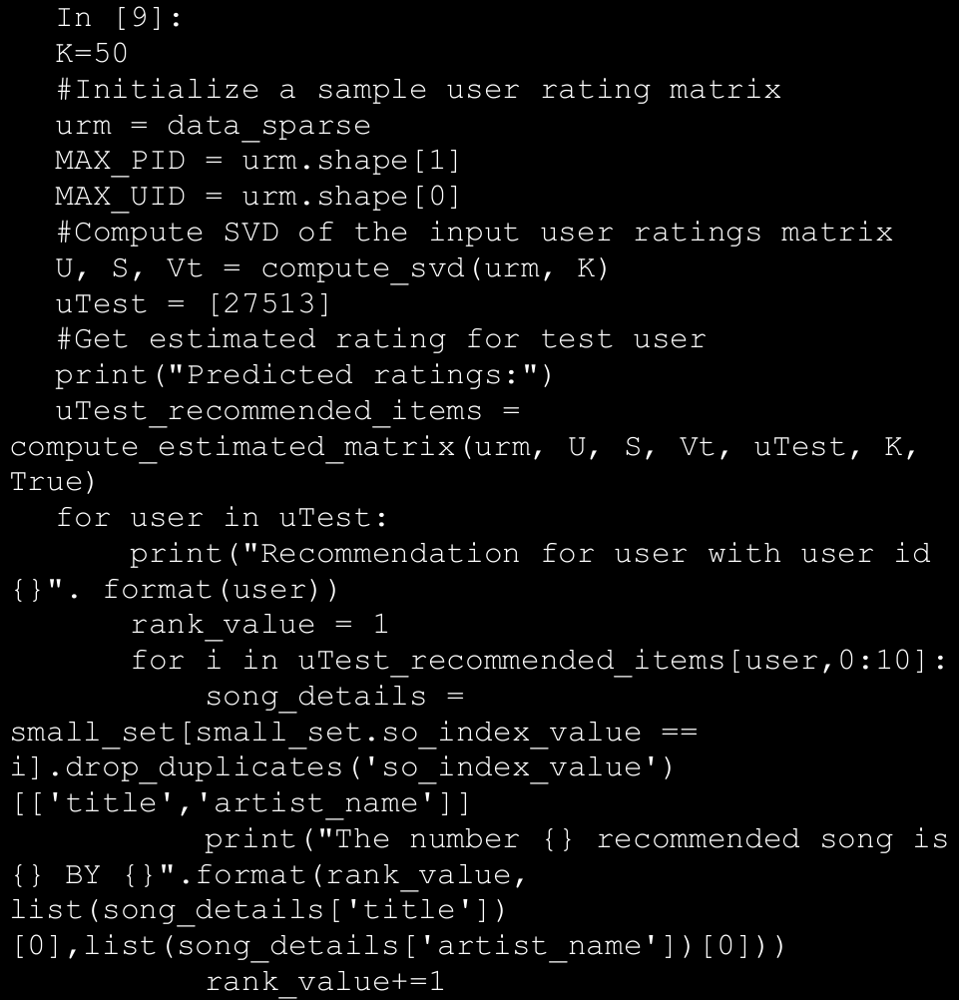 In [9]:
K=50
#Initialize a sample user rating matrix
urm = data_sparse
MAX_PID = urm.shape[1]
MAX_UID = urm.shape[0]
#Compute SVD of the input user ratings matrix
U, S, Vt = compute_svd(urm, K)
uTest = [27513]
#Get estimated rating for test user
print("Predicted ratings:")
uTest_recommended_items =
compute_estimated_matrix(urm, U, S, Vt, uTest, K,
True)
for user in uTest:
print("Recommendation for user with user id
{}". format(user))
rank_value = 1
for i in uTest_recommended_items[user,0:10]:
song_details =
small_set[small_set.so_index_value ==
i].drop_duplicates('so_index_value')
[['title','artist_name']]
print("The number {} recommended song is
{} BY {}".format(rank_value,
list(song_details['title'])
[0],list(song_details['artist_name'])[0]))
rank_value+=1